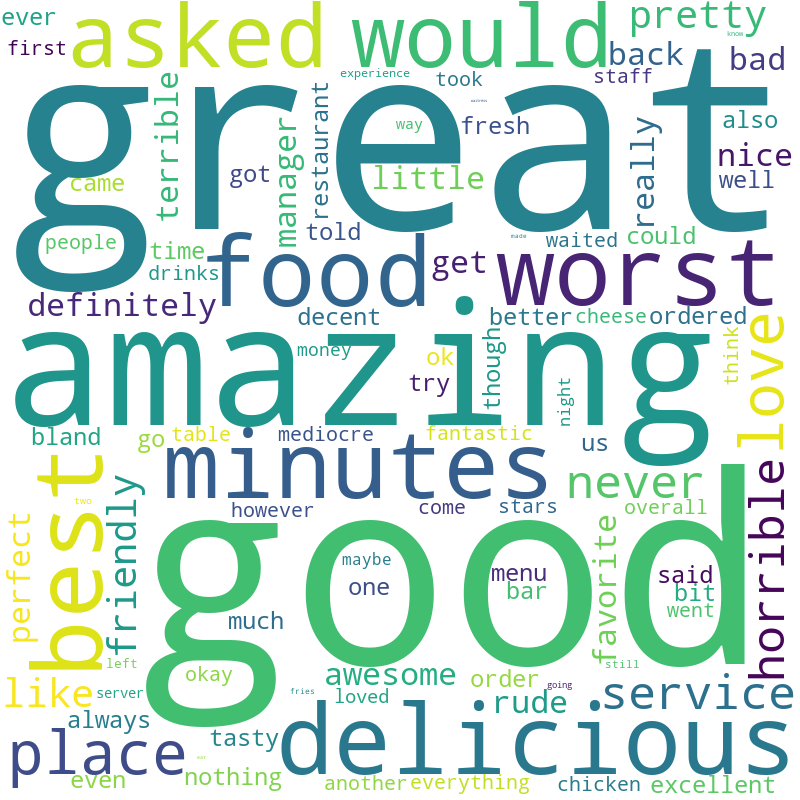 ever asked would pretty
know
first back bad
great
experience took staff
terrible
restaurant
manager
way fresh
really
also
got little nice
came well
told
people time waited could
drinks food get worst
definitely
decent better cheese ordered
amazing
money ok though
try
night
think
love
bland go table mediocre fantastic us
best minutes never
two
friendly
however come stars overall
perfect
good
favorite
horrible
maybe
one menu said
bar bit
much went
left okay awesome order still
like server fries loved going rude service
always
place tasty delicious
even nothing another everything chicken excellent